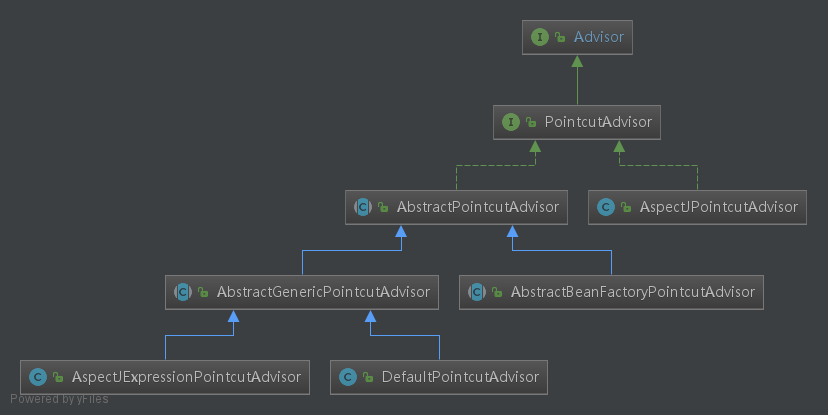 I Advisor
I PointcutAdvisor
C AbstractPointcutAdvisor
C AspectJPointcutAdvisor
C AbstractGenericPointcutAdvisor
C AbstractBeanFactoryPointcutAdvisor
C AspectJExpressionPointcutAdvisor
C DefaultPointcutAdvisor
Powered by yFiles